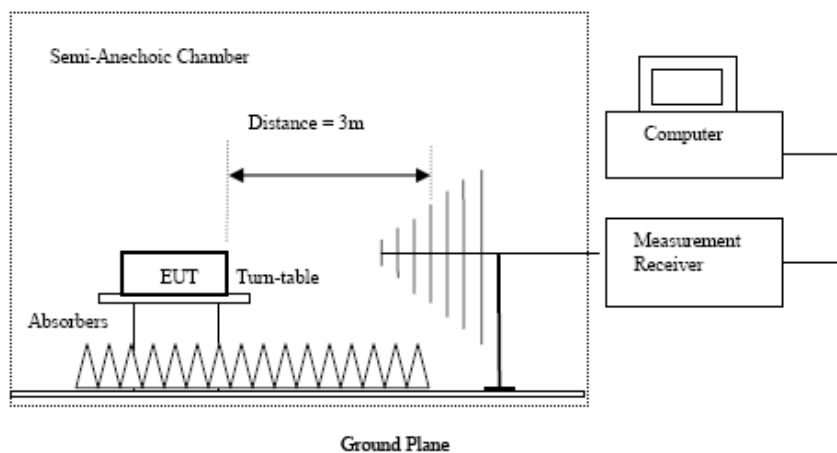 Semi-Anechoic Chamber
Distance = 3m
Computer
Measurement
Receiver
EUT
Turn-table
Absorbers
Ground Plane